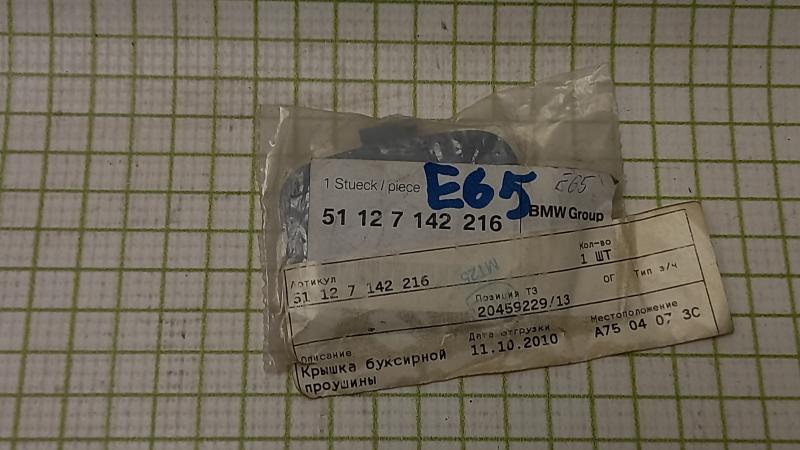 1 Stueck / piece
E65
E65
51 12 7 142 216
BMW Group
MT25
Артикул
Кол-во
51 12 7 142 216
1 ШТ
Позиция ТЗ
ОГ Тип з/ч
20459229/13
Описание
Дата отгрузки
Местоположение
Крышка буксирной
проушины
11.10.2010
A75 04 07 3C